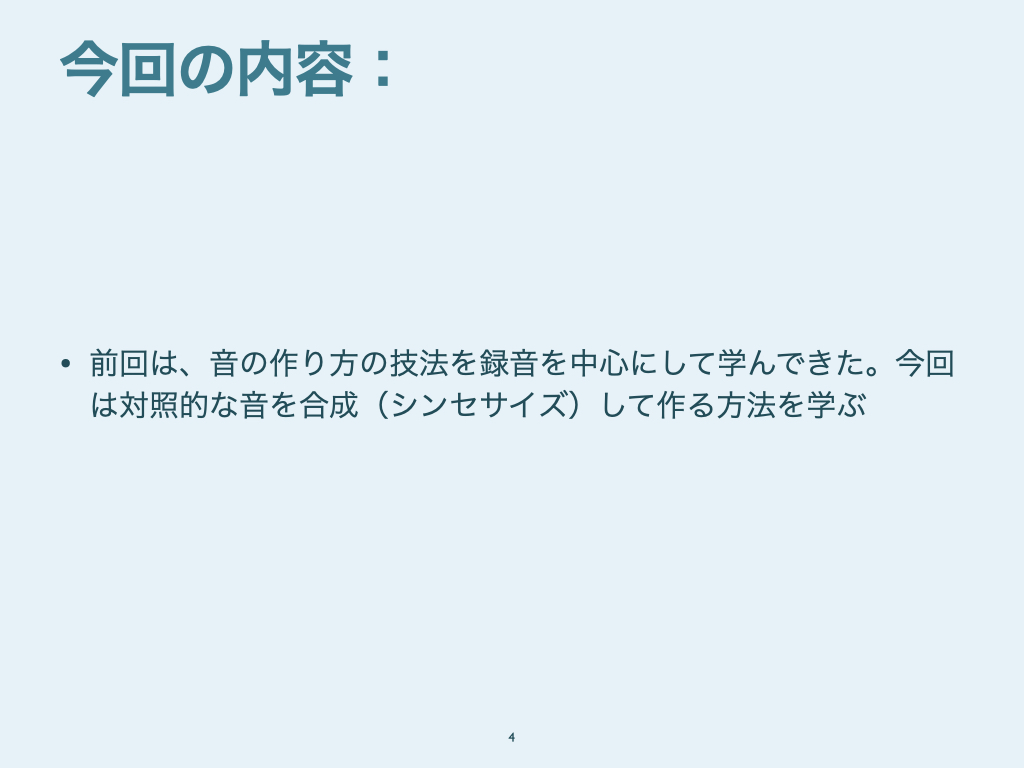 今回の内容：
• 前回は、音の作り方の技法を録音を中心にして学んできた。今回
は対照的な音を合成（シンセサイズ）して作る方法を学ぶ
4